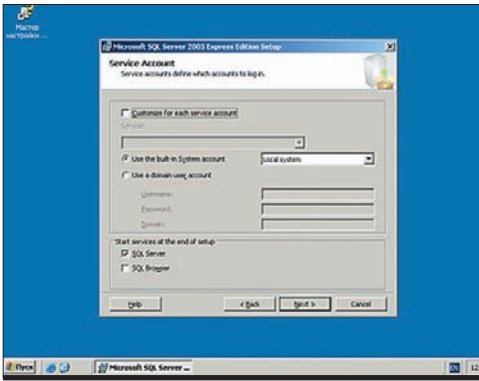 Мастер
настройки ...
Microsoft SQL Server 2005 Express Edition Setup
Service Account
Service accounts define which accounts to log in.
Customize for each service account
Service:
Use the built-in System account
Local system
Use a domain user account
Username:
Password:
Domain:
Start services at the end of setup
SQL Server
SQL Browser
Help
< Back
Next >
Cancel
Пуск
Microsoft SQL Server ...
EN
12